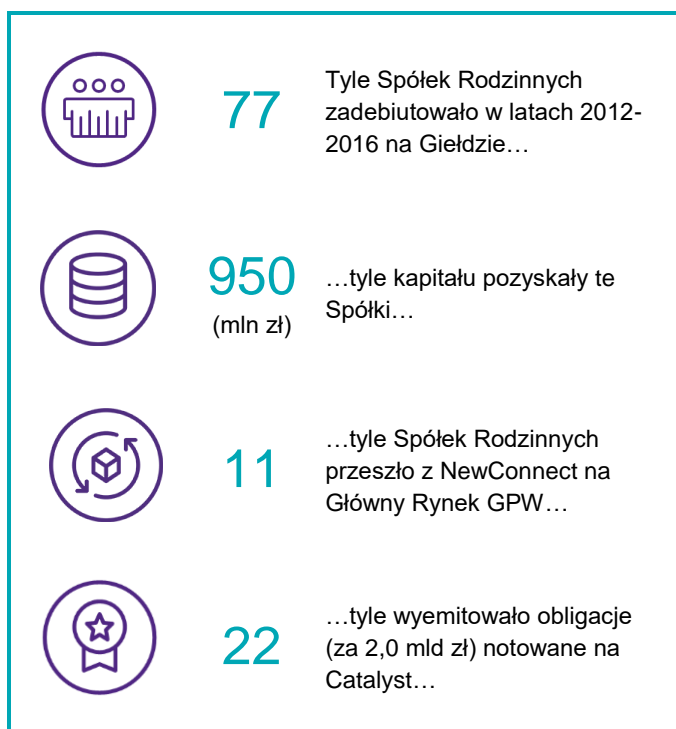 77
Tyle Spółek Rodzinnych
zadebiutowało w latach 2012-
2016 na Giełdzie…
950
(mln zł)
…tyle kapitału pozyskały te
Spółki…
11
…tyle Spółek Rodzinnych
przeszło z NewConnect na
Główny Rynek GPW…
22
…tyle wyemitowało obligacje
(za 2,0 mld zł) notowane na
Catalyst…